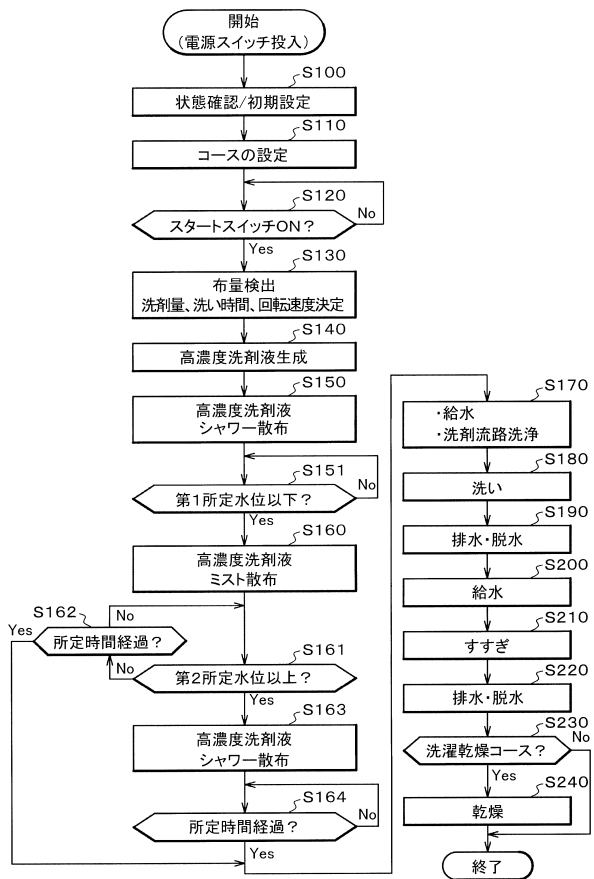 開始
(電源スイッチ投入)
S100
状態確認/初期設定
S110
コースの設定
S120
スタートスイッチON?
No
Yes
S130
布量検出
洗剤量、洗い時間、回転速度決定
S140
高濃度洗剤液生成
S150
高濃度洗剤液
シャワー散布
S151
第1所定水位以下?
No
Yes
S160
高濃度洗剤液
ミスト散布
S162
No
Yes
所定時間経過?
No
S161
第2所定水位以上?
Yes
S163
高濃度洗剤液
シャワー散布
S164
所定時間経過?
No
Yes
S170
・給水
・洗剤流路洗浄
S180
洗い
S190
排水・脱水
S200
給水
S210
すすぎ
S220
排水・脱水
S230
洗濯乾燥コース?
No
Yes
S240
乾燥
終了